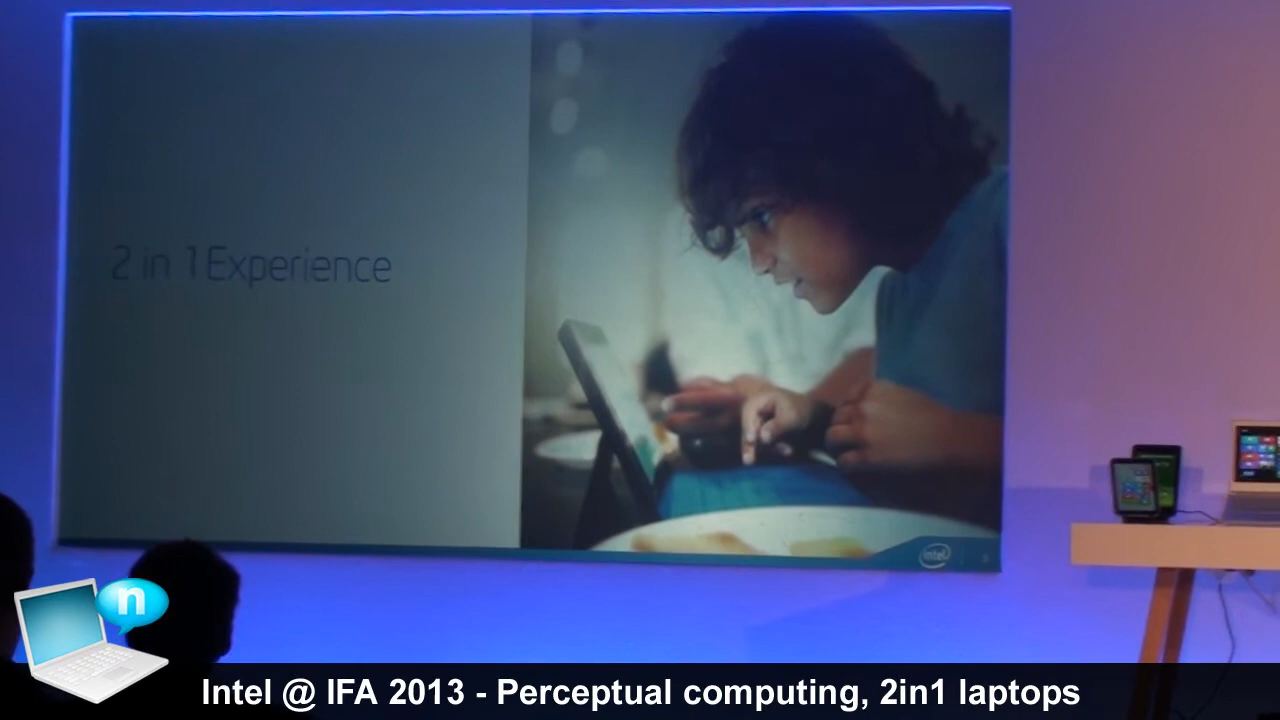 2 in 1 Experience
intel
n
Intel @ IFA 2013 - Perceptual computing, 2in1 laptops